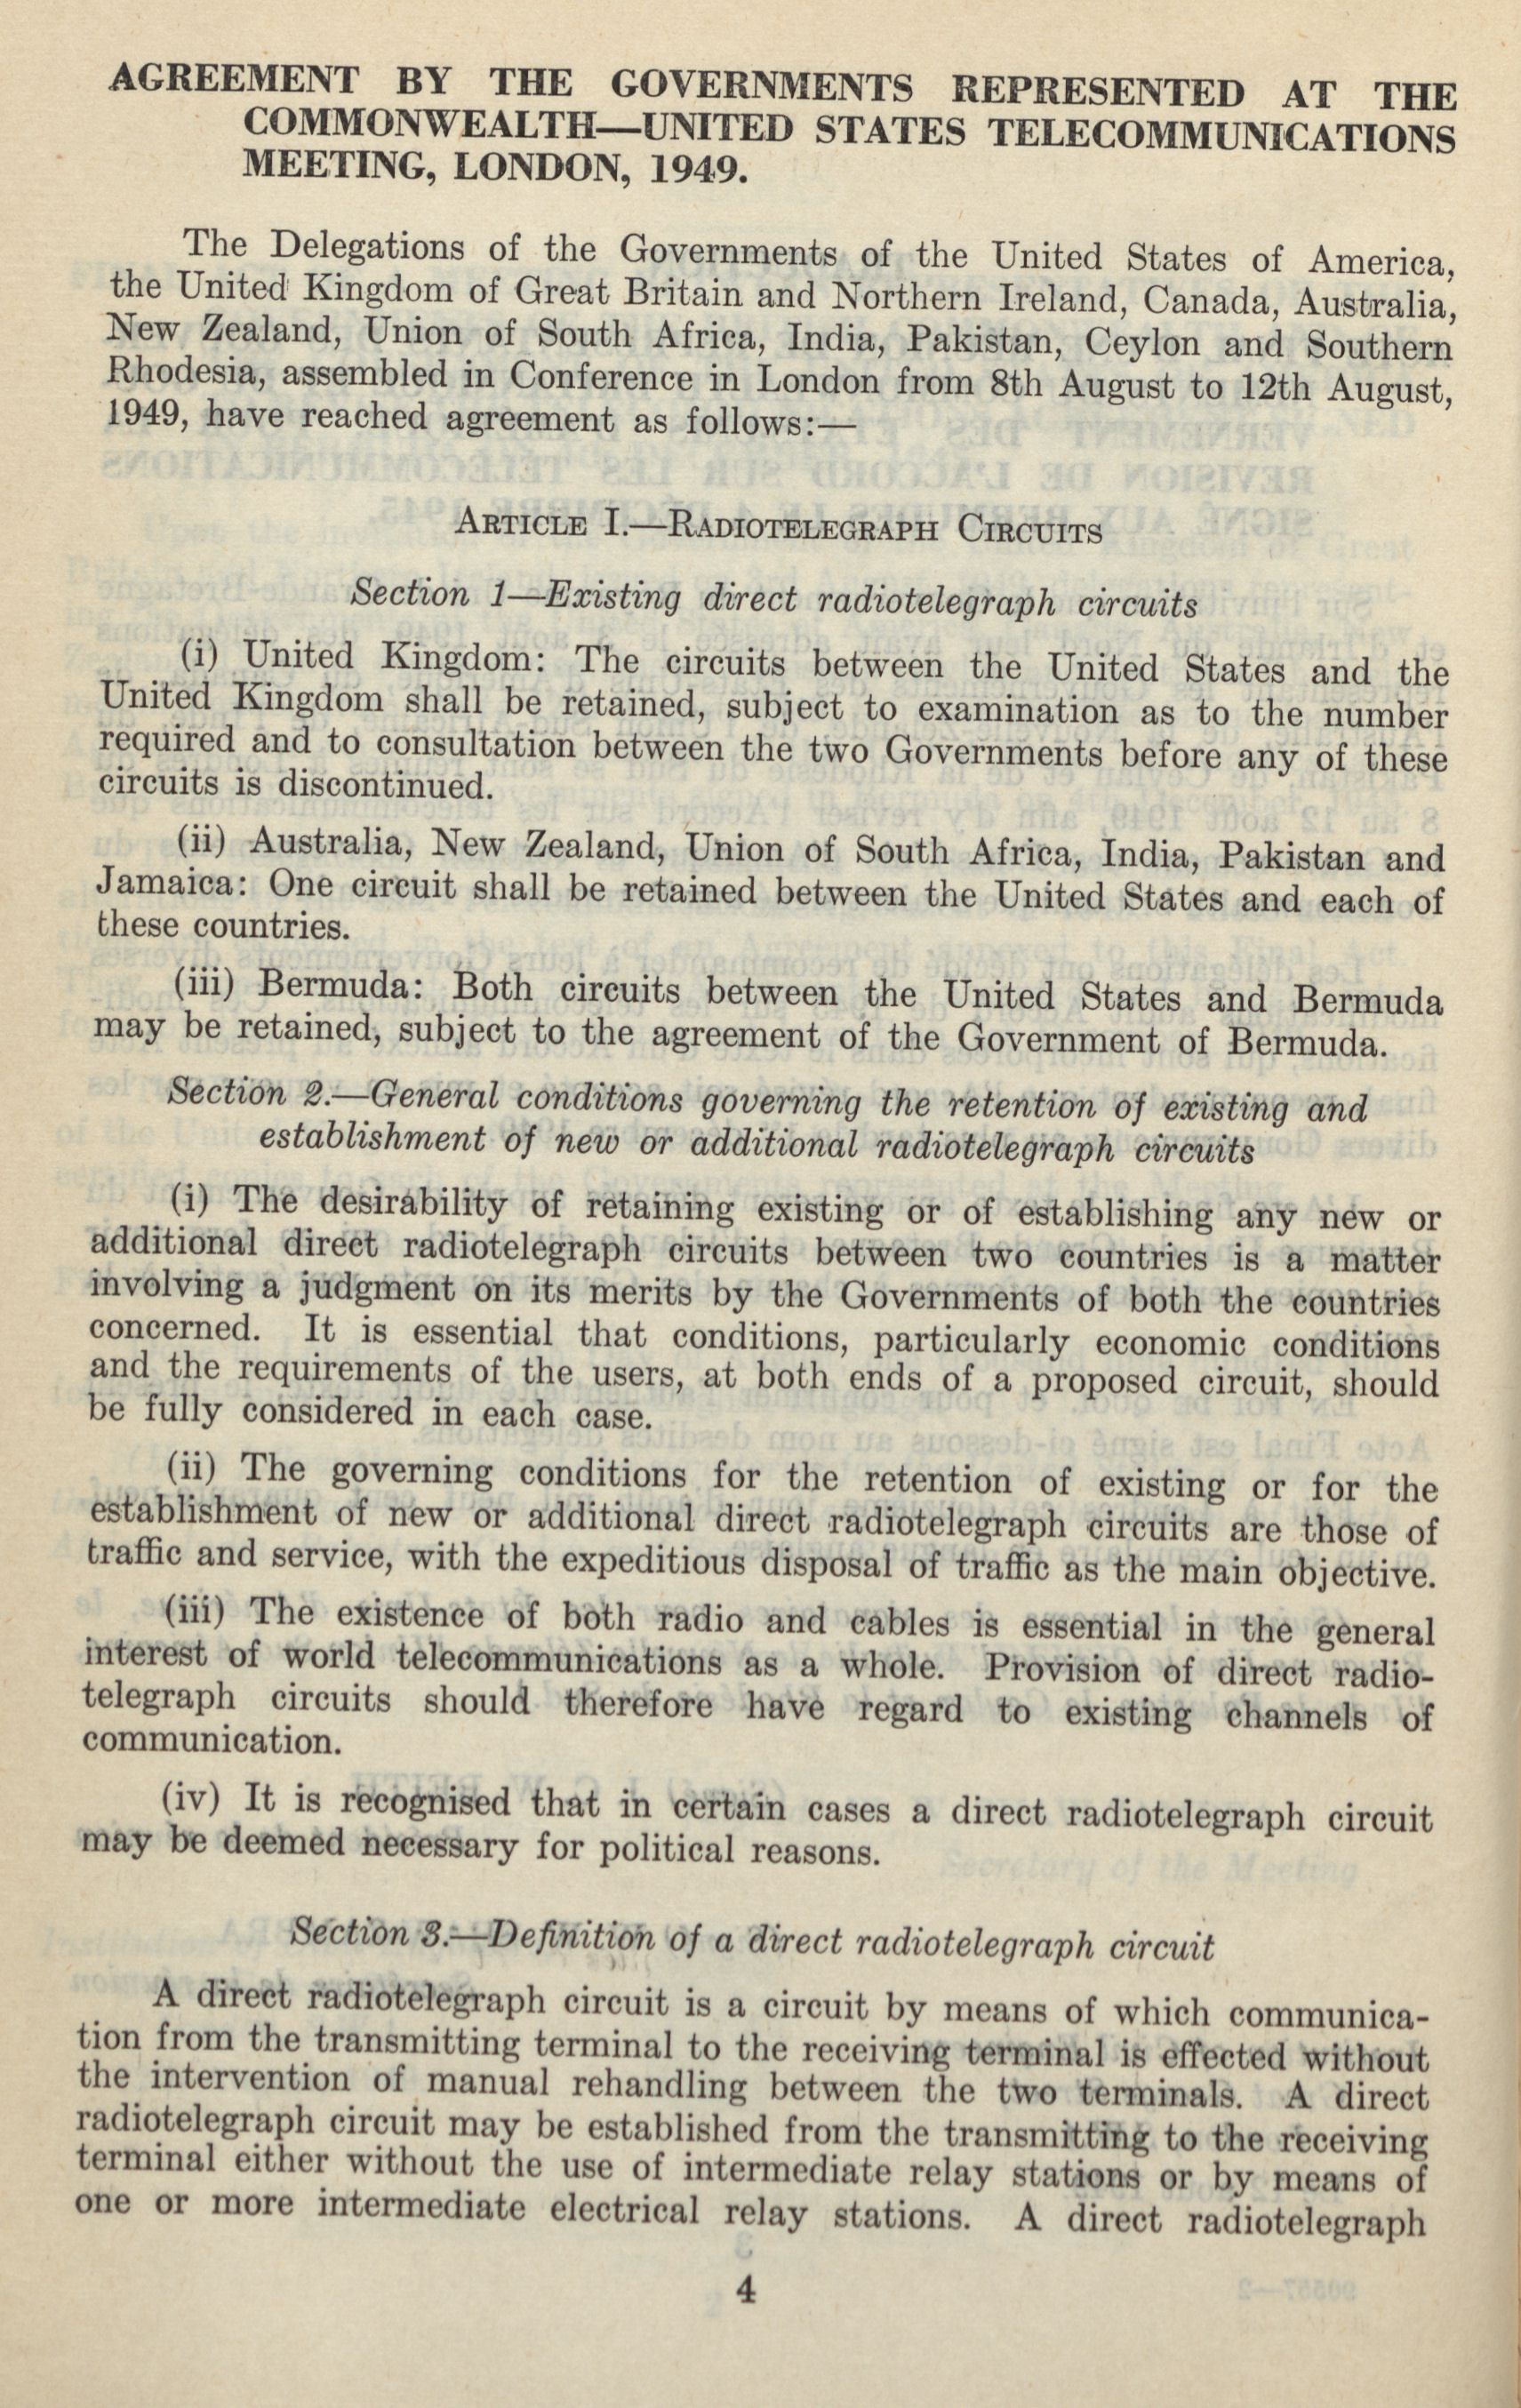 AGREEMENT BY THE GOVERNMENTS REPRESENTED AT THE
COMMONWEALTH—UNITED STATES TELECOMMUNICATIONS
MEETING, LONDON, 1949.
The Delegations of the Governments of the United States of America,
the United Kingdom of Great Britain and Northern Ireland, Canada, Australia,
New Zealand, Union of South Africa, India, Pakistan, Ceylon and Southern
Rhodesia, assembled in Conference in London from 8th August to 12th August,
1949, have reached agreement as follows:—
ARTICLE I.—RADIOTELEGRAPH CIRCUITS
Section 1—Existing direct radiotelegraph circuits
(i) United Kingdom: The circuits between the United States and the
United Kingdom shall be retained, subject to examination as to the number
required and to consultation between the two Governments before any of these
circuits is discontinued.
(ii) Australia, New Zealand, Union of South Africa, India, Pakistan and
Jamaica: One circuit shall be retained between the United States and each of
these countries.
(iii) Bermuda: Both circuits between the United States and Bermuda
may be retained, subject to the agreement of the Government of Bermuda.
Section 2.—General conditions governing the retention of existing and
establishment of new or additional radiotelegraph circuits
(i) The desirability of retaining existing or of establishing any new or
additional direct radiotelegraph circuits between two countries is a matter
involving a judgment on its merits by the Governments of both the countries
concerned. It is essential that conditions, particularly economic conditions
and the requirements of the users, at both ends of a proposed circuit, should
be fully considered in each case.
(ii) The governing conditions for the retention of existing or for the
establishment of new or additional direct radiotelegraph circuits are those of
traffic and service, with the expeditious disposal of traffic as the main objective.
(iii) The existence of both radio and cables is essential in the general
interest of world telecommunications as a whole. Provision of direct radio-
telegraph circuits should therefore have regard to existing channels of
communication.
(iv) It is recognised that in certain cases a direct radiotelegraph circuit
may be deemed necessary for political reasons.
Section 3.—Definition of a direct radiotelegraph circuit
A direct radiotelegraph circuit is a circuit by means of which communica-
tion from the transmitting terminal to the receiving terminal is effected without
the intervention of manual rehandling between the two terminals. A direct
radiotelegraph circuit may be established from the transmitting to the receiving
terminal either without the use of intermediate relay stations or by means of
one or more intermediate electrical relay stations. A direct radiotelegraph
4